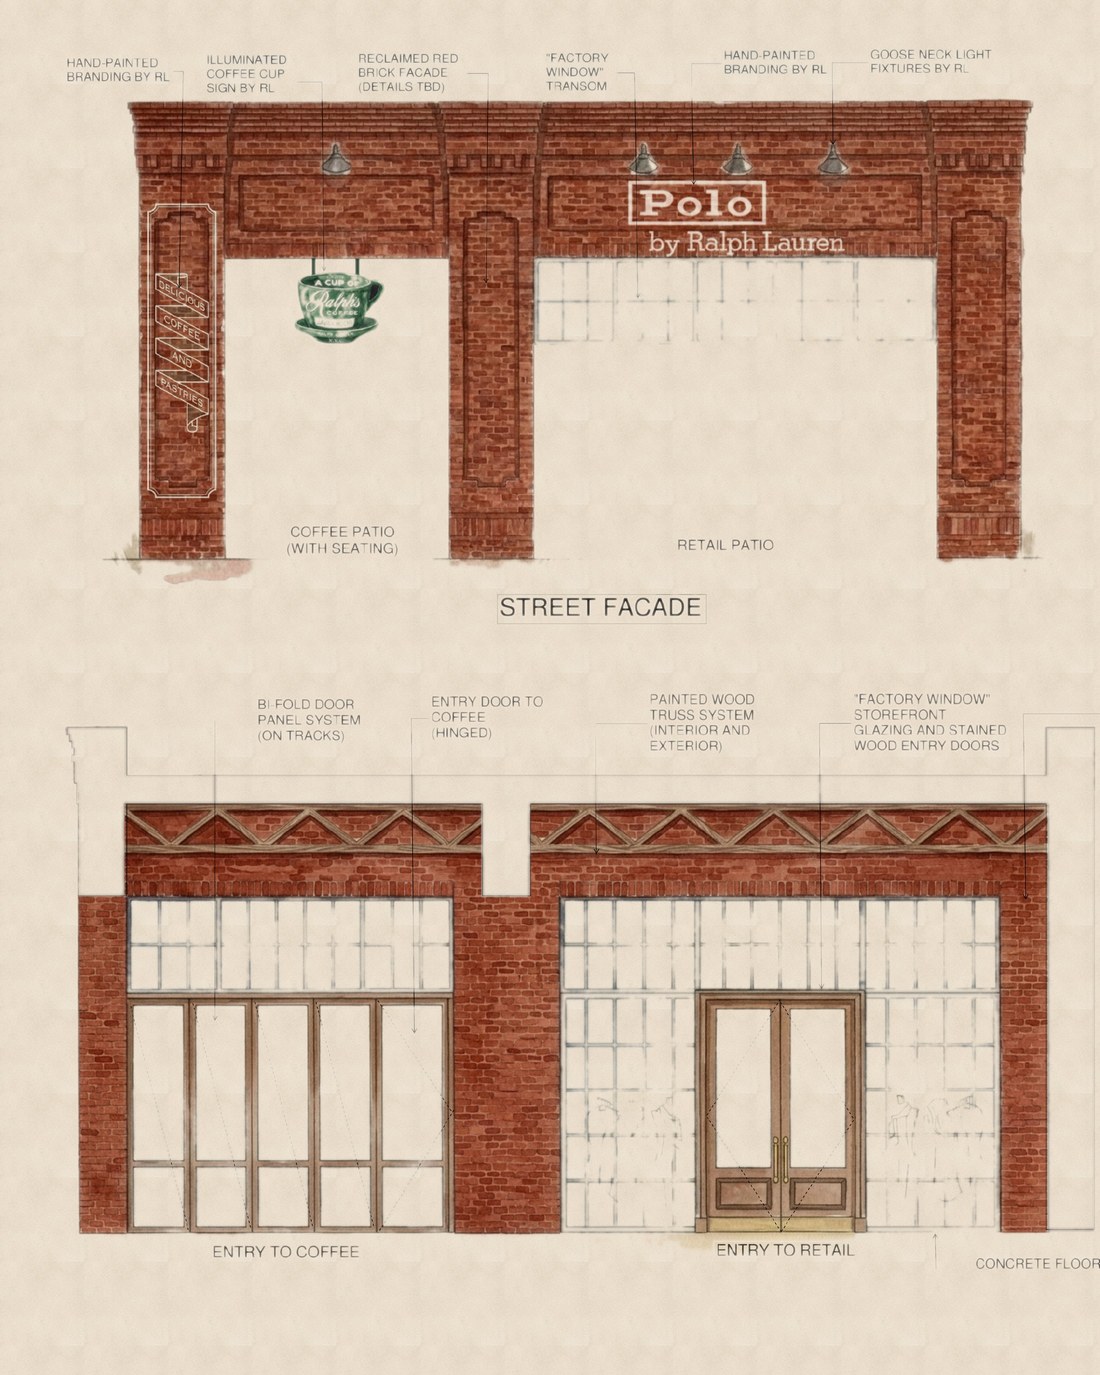 HAND-PAINTED
BRANDING BY RL
ILLUMINATED
COFFEE CUP
SIGN BY RL
RECLAIMED RED
BRICK FACADE
(DETAILS TBD)
"FACTORY
WINDOW"
TRANSOM
HAND-PAINTED
BRANDING BY RL
GOOSE NECK LIGHT
FIXTURES BY RL
Polo
by Ralph Lauren
A CUP OF
Ralph's
COFFEE
DELICIOUS
COFFEE
AND
PASTRIES
COFFEE PATIO
(WITH SEATING)
RETAIL PATIO
STREET FACADE
BI-FOLD DOOR
PANEL SYSTEM
(ON TRACKS)
ENTRY DOOR TO
COFFEE
(HINGED)
PAINTED WOOD
TRUSS SYSTEM
(INTERIOR AND
EXTERIOR)
"FACTORY WINDOW"
STOREFRONT
GLAZING AND STAINED
WOOD ENTRY DOORS
ENTRY TO COFFEE
ENTRY TO RETAIL
CONCRETE FLOOR